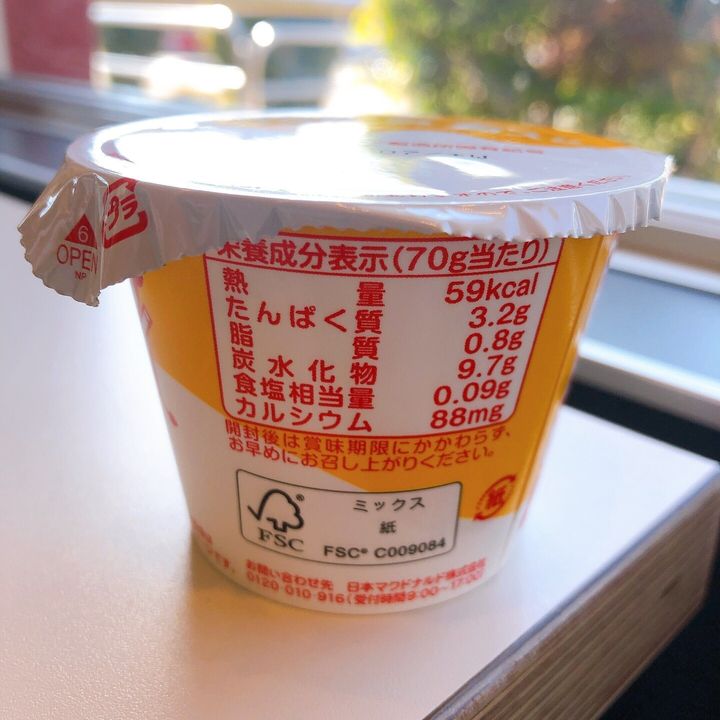 プラ
6
OPEN
NP
栄養成分表示(70g当たり)
熱量 59kcal
たんぱく質 3.2g
脂質 0.8g
炭水化物 9.7g
食塩相当量 0.09g
カルシウム 88mg
開封後は賞味期限にかかわらず、
お早めにお召し上がりください。
紙
FSC®
ミックス
紙
FSC® C009084
お問い合わせ先 日本マクドナルド株式会社
0120-010-916(受付時間9:00〜17:00)